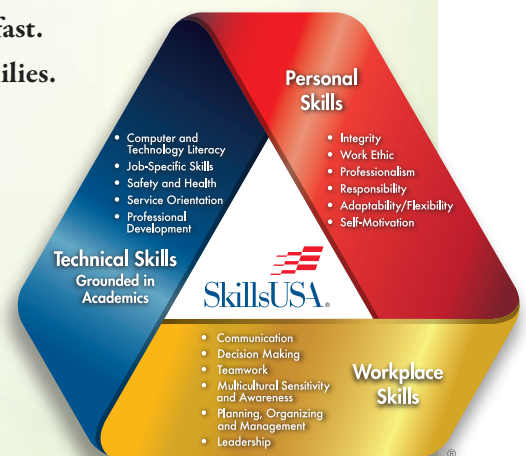 fast.
ilies.
Personal
Skills
• Integrity
• Work Ethic
• Professionalism
• Responsibility
• Adaptability/Flexibility
• Self-Motivation
• Computer and
Technology Literacy
• Job-Specific Skills
• Safety and Health
• Service Orientation
• Professional
Development
Technical Skills
Grounded in
Academics
SkillsUSA®
• Communication
• Decision Making
• Teamwork
• Multicultural Sensitivity
and Awareness
• Planning, Organizing
and Management
• Leadership
Workplace
Skills
®